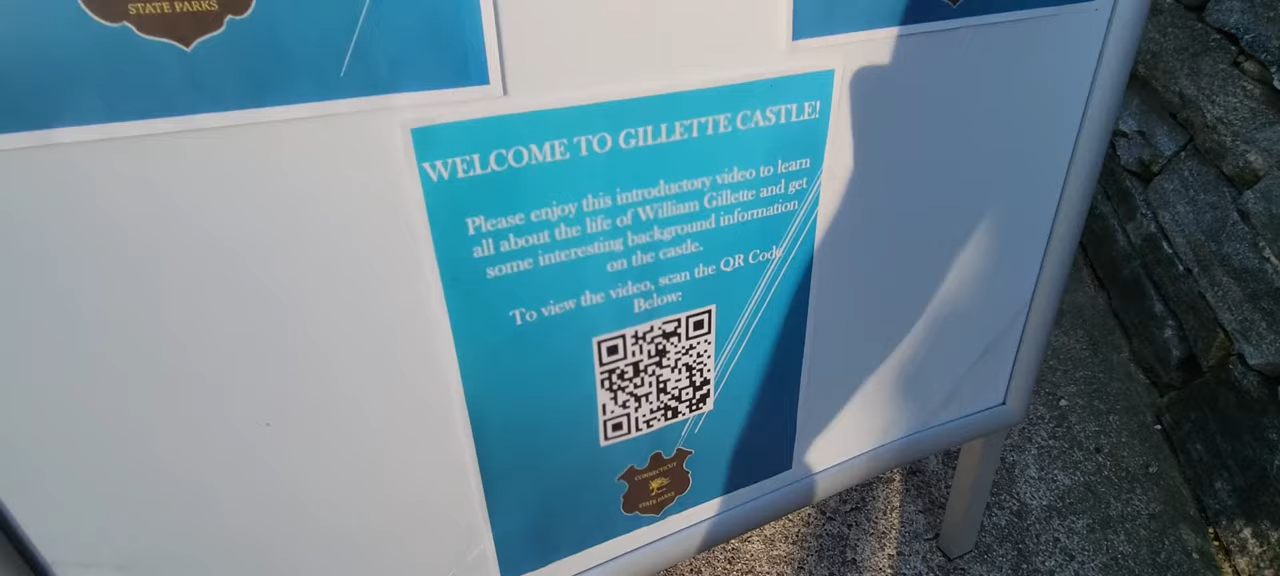 STATE PARKS
WELCOME TO GILLETTE CASTLE!
Please enjoy this introductory video to learn
all about the life of William Gillette and get
some interesting background information
on the castle.
To view the video, scan the QR Code
Below:
CONNECTICUT
STATE PARKS